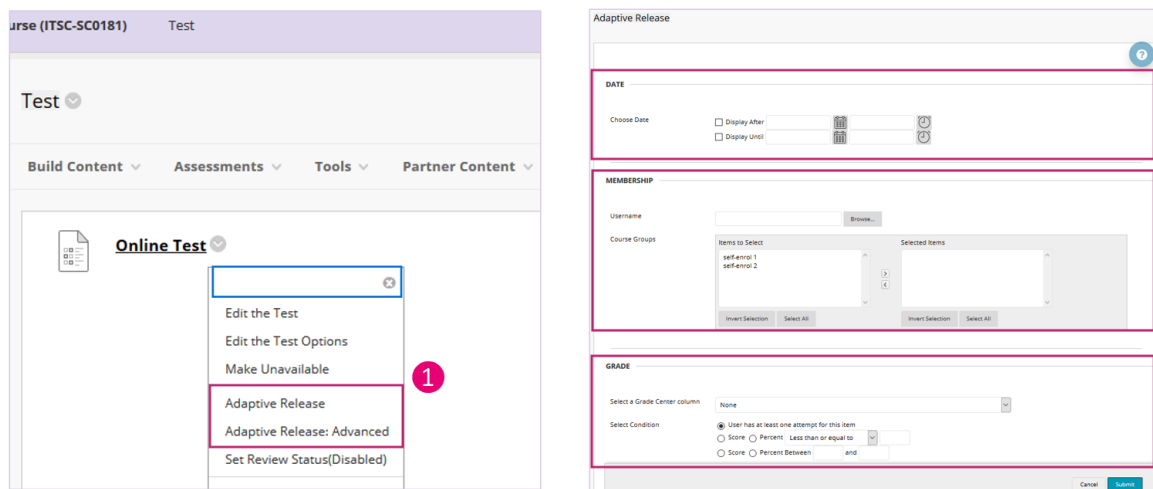 urse (ITSC-SC0181) Test
Test
Build Content Assessments Tools Partner Content
Online Test
Edit the Test
Edit the Test Options
Make Unavailable
Adaptive Release
Adaptive Release: Advanced
Set Review Status(Disabled)
1
Adaptive Release
?
DATE
Choose Date
Display After
Display Until
MEMBERSHIP
Username Browse...
Course Groups
Items to Select Selected Items
self-enrol 1
self-enrol 2
Invert Selection Select All Invert Selection Select All
GRADE
Select a Grade Center column None
Select Condition User has at least one attempt for this item
Score Percent Less than or equal to
Score Percent Between and
Cancel Submit